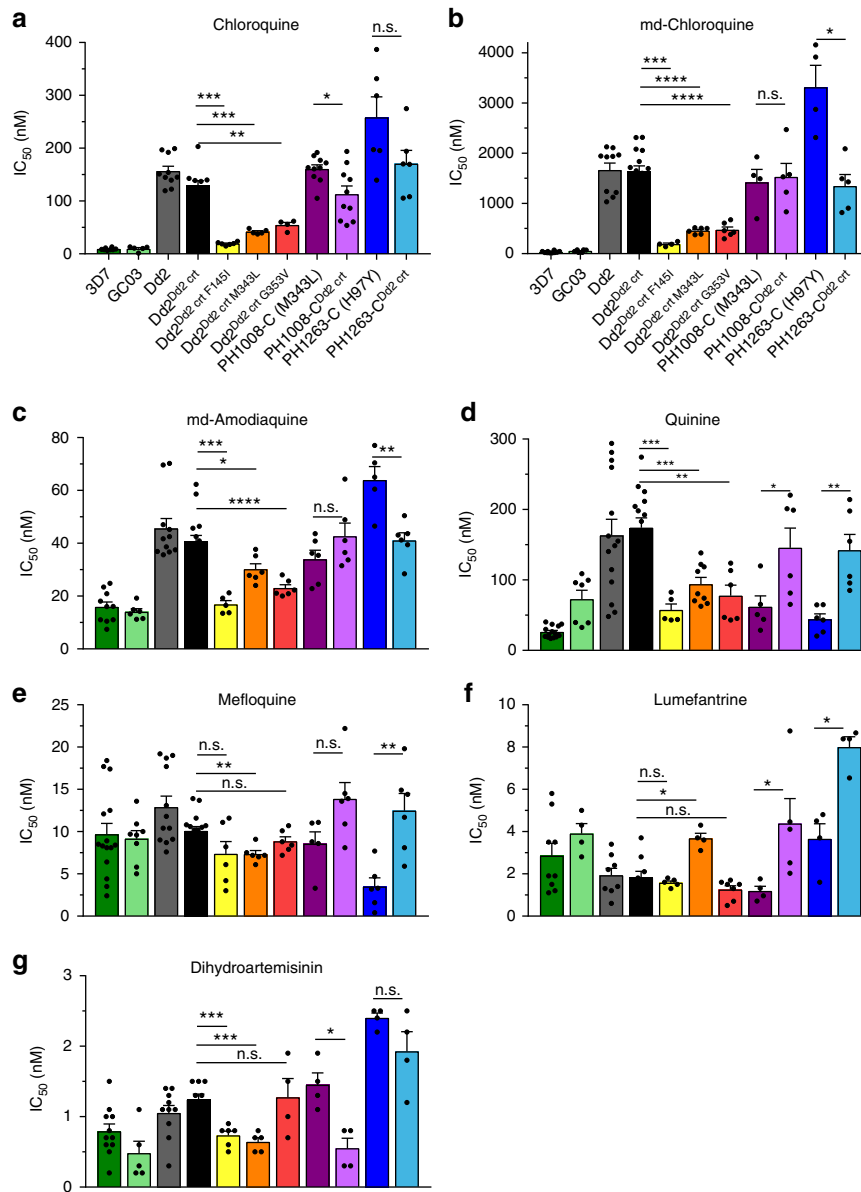 a
Chloroquine
IC50 (nM)
400
300
200
100
0
***
***
**
*
n.s.
3D7
GC03
Dd2
Dd2Dd2 crt
Dd2Dd2 crt F145I
Dd2Dd2 crt M343L
Dd2Dd2 crt G353V
PH1008-C (M343L)
PH1008-CDd2 crt
PH1263-C (H97Y)
PH1263-CDd2 crt
b
md-Chloroquine
IC50 (nM)
4000
3000
2000
1000
0
***
****
****
n.s.
*
3D7
GC03
Dd2
Dd2Dd2 crt
Dd2Dd2 crt F145I
Dd2Dd2 crt M343L
Dd2Dd2 crt G353V
PH1008-C (M343L)
PH1008-CDd2 crt
PH1263-C (H97Y)
PH1263-CDd2 crt
c
md-Amodiaquine
IC50 (nM)
80
60
40
20
0
***
*
****
n.s.
**
d
Quinine
IC50 (nM)
300
200
100
0
***
***
**
*
**
e
Mefloquine
IC50 (nM)
25
20
15
10
5
0
n.s.
**
n.s.
n.s.
**
f
Lumefantrine
IC50 (nM)
8
6
4
2
0
n.s.
*
n.s.
*
*
g
Dihydroartemisinin
IC50 (nM)
3
2
1
0
***
***
n.s.
*
n.s.